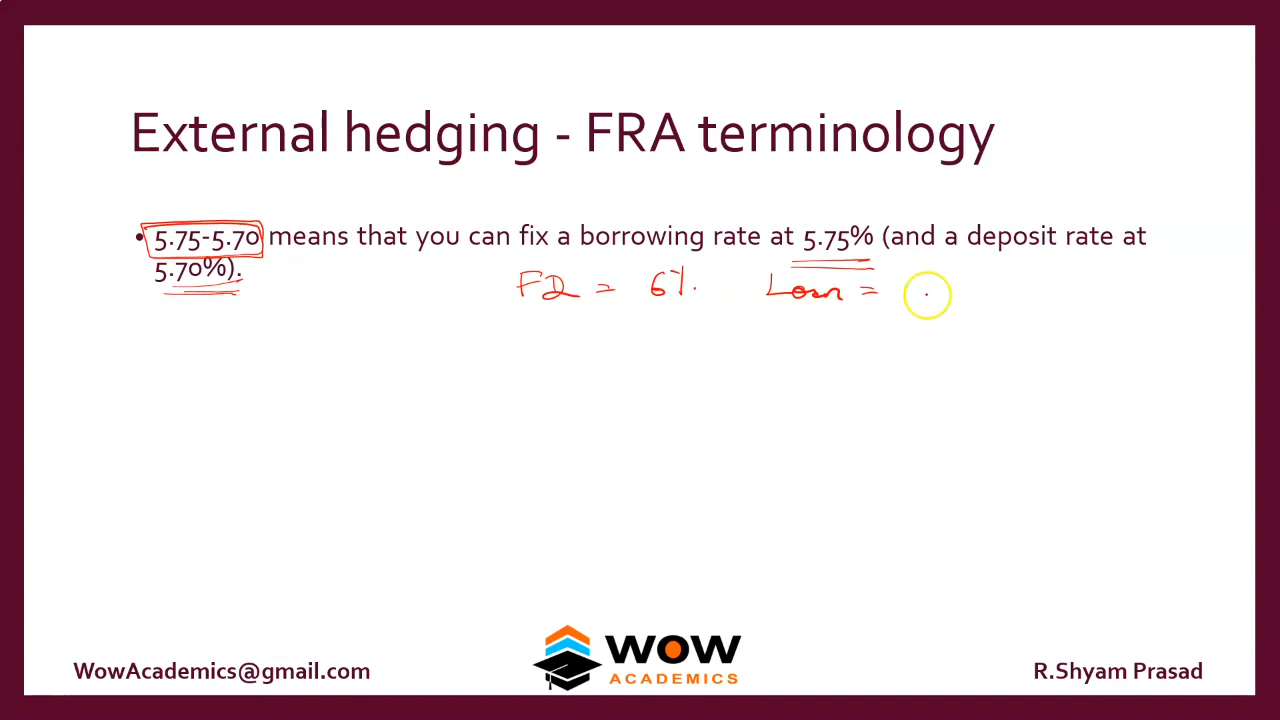 External hedging - FRA terminology
• 5.75-5.70 means that you can fix a borrowing rate at 5.75% (and a deposit rate at
5.70%).
FD = 6%. Loan =
WOW
ACADEMICS
WowAcademics@gmail.com
R.Shyam Prasad